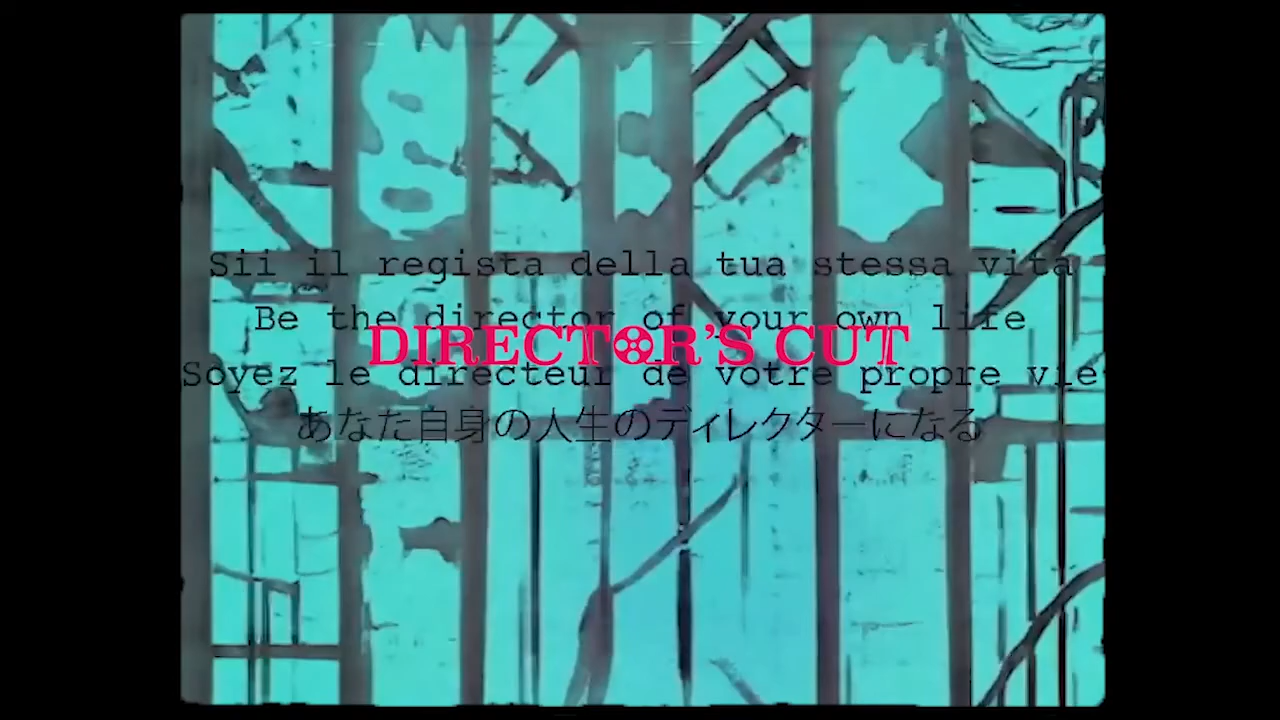 Sii il regista della tua stessa vita
Be the director of your own life
DIRECTOR'S CUT
Soyez le directeur de votre propre vie
あなた自身の人生のディレクターになる